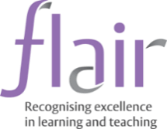 flair
Recognising excellence
in learning and teaching